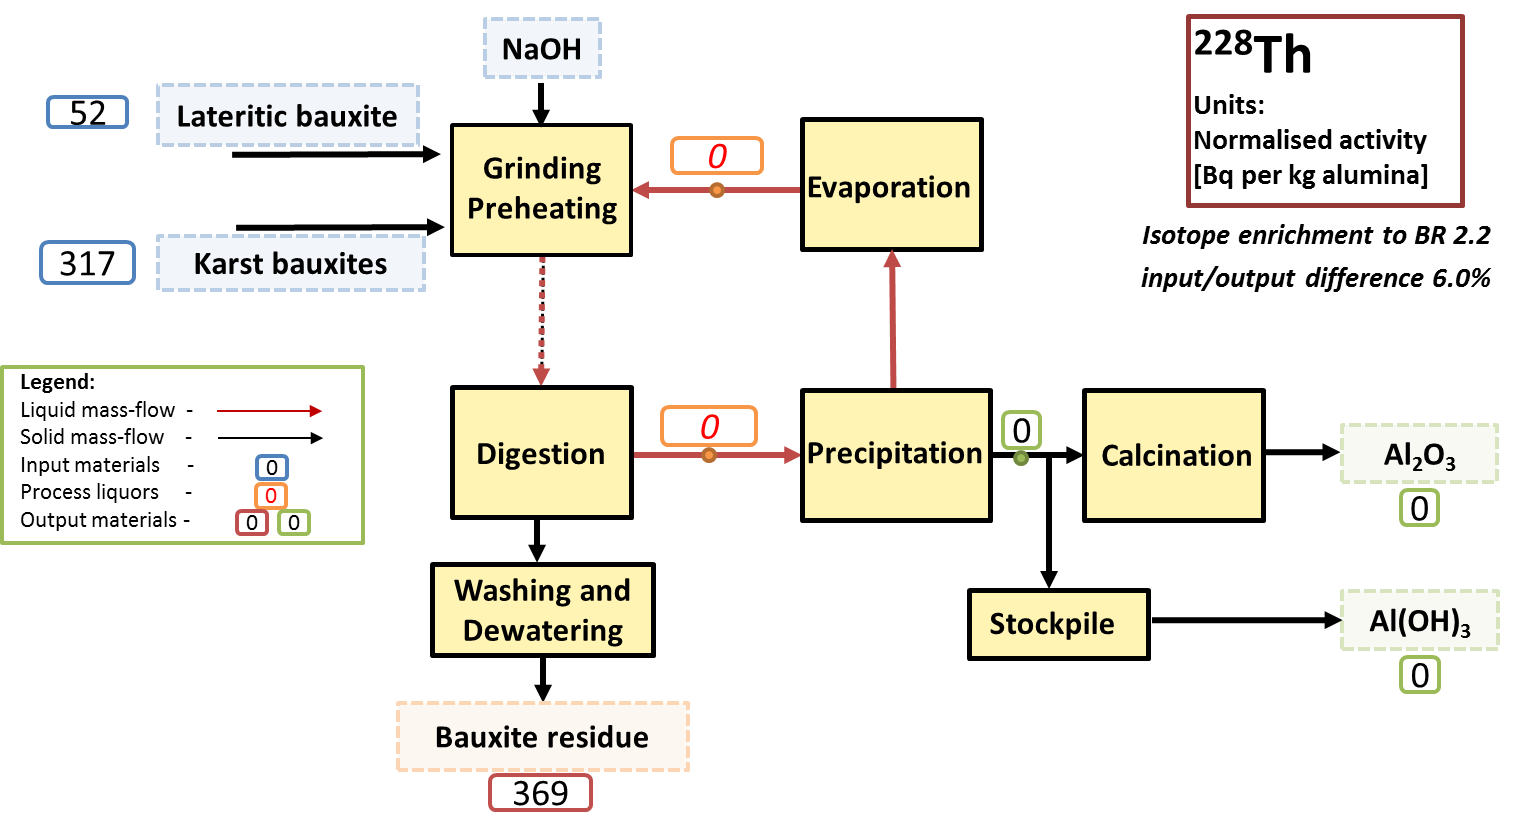 NaOH
52
Lateritic bauxite
317
Karst bauxites
Grinding
Preheating
0
Evaporation
²²⁸Th
Units:
Normalised activity
[Bq per kg alumina]
Isotope enrichment to BR 2.2
input/output difference 6.0%
Legend:
Liquid mass-flow -
Solid mass-flow -
Input materials - 0
Process liquors - 0
Output materials - 0 0
Digestion
0
Precipitation
0
Calcination
Al₂O₃
0
Washing and
Dewatering
Stockpile
Al(OH)₃
0
Bauxite residue
369